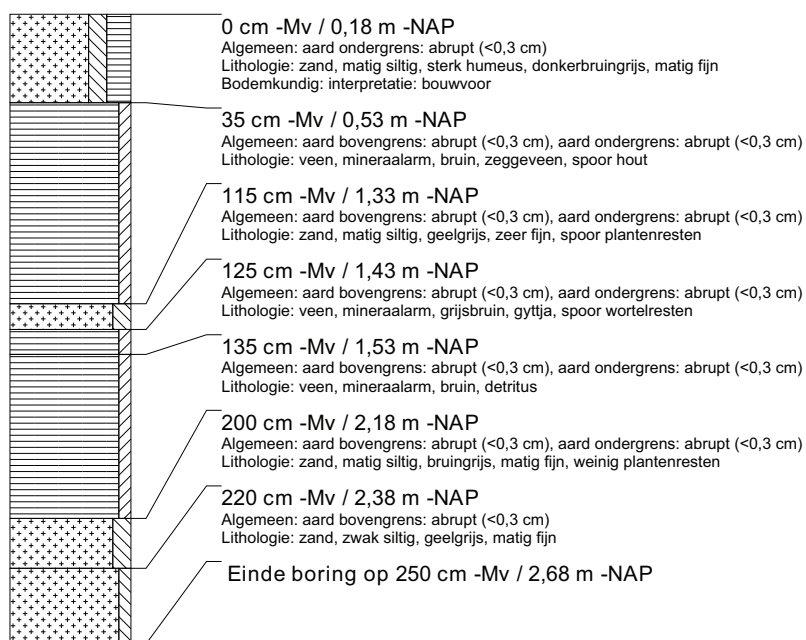 0 cm -Mv / 0,18 m -NAP
Algemeen: aard ondergrens: abrupt (<0,3 cm)
Lithologie: zand, matig siltig, sterk humeus, donkerbruingrijs, matig fijn
Bodemkundig: interpretatie: bouwvoor
35 cm -Mv / 0,53 m -NAP
Algemeen: aard bovengrens: abrupt (<0,3 cm), aard ondergrens: abrupt (<0,3 cm)
Lithologie: veen, mineraalarm, bruin, zeggeveen, spoor hout
115 cm -Mv / 1,33 m -NAP
Algemeen: aard bovengrens: abrupt (<0,3 cm), aard ondergrens: abrupt (<0,3 cm)
Lithologie: zand, matig siltig, geelgrijs, zeer fijn, spoor plantenresten
125 cm -Mv / 1,43 m -NAP
Algemeen: aard bovengrens: abrupt (<0,3 cm), aard ondergrens: abrupt (<0,3 cm)
Lithologie: veen, mineraalarm, grijsbruin, gyttja, spoor wortelresten
135 cm -Mv / 1,53 m -NAP
Algemeen: aard bovengrens: abrupt (<0,3 cm), aard ondergrens: abrupt (<0,3 cm)
Lithologie: veen, mineraalarm, bruin, detritus
200 cm -Mv / 2,18 m -NAP
Algemeen: aard bovengrens: abrupt (<0,3 cm), aard ondergrens: abrupt (<0,3 cm)
Lithologie: zand, matig siltig, bruingrijs, matig fijn, weinig plantenresten
220 cm -Mv / 2,38 m -NAP
Algemeen: aard bovengrens: abrupt (<0,3 cm)
Lithologie: zand, zwak siltig, geelgrijs, matig fijn
Einde boring op 250 cm -Mv / 2,68 m -NAP